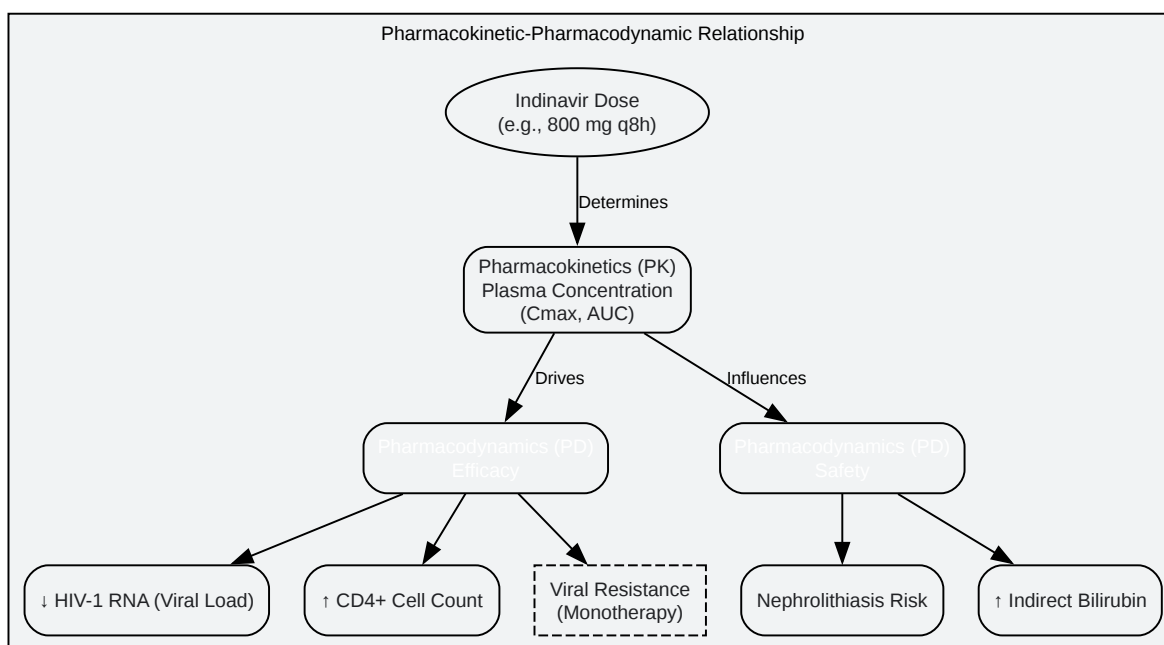 Pharmacokinetic-Pharmacodynamic Relationship
Indinavir Dose
(e.g., 800 mg q8h)
Determines
Pharmacokinetics (PK)
Plasma Concentration
(Cmax, AUC)
Drives
Influences
Pharmacodynamics (PD)
Efficacy
Pharmacodynamics (PD)
Safety
↓ HIV-1 RNA (Viral Load)
↑ CD4+ Cell Count
Viral Resistance
(Monotherapy)
Nephrolithiasis Risk
↑ Indirect Bilirubin